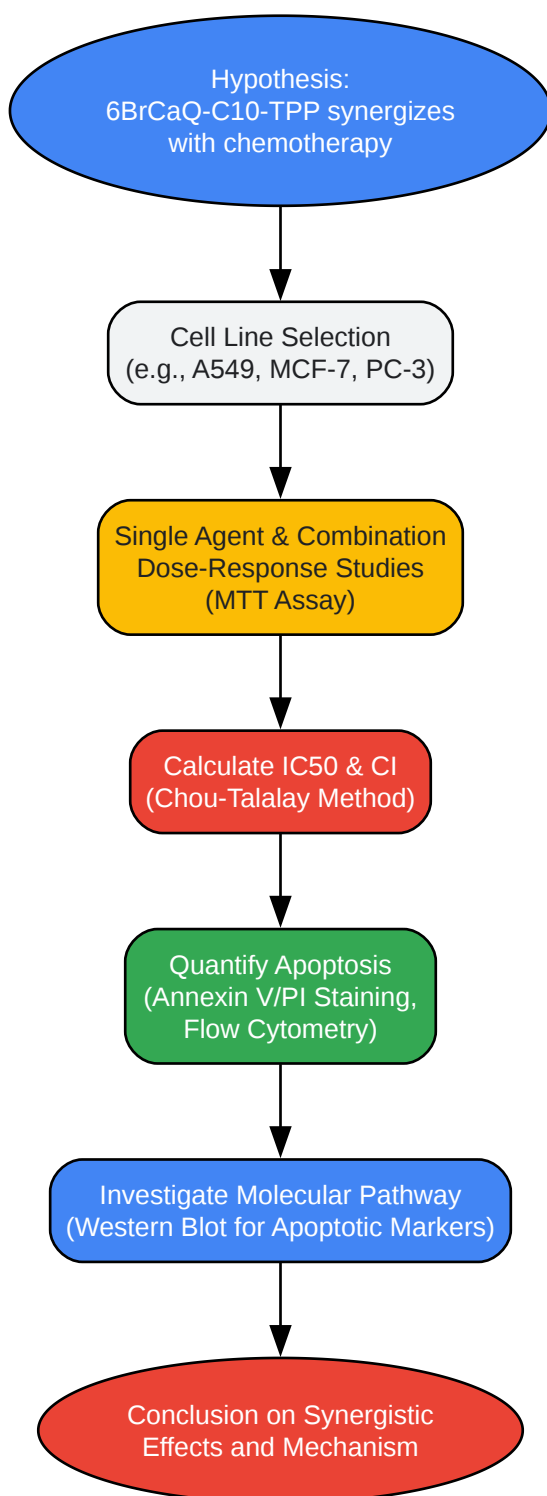 Hypothesis:
6BrCaQ-C10-TPP synergizes
with chemotherapy
Cell Line Selection
(e.g., A549, MCF-7, PC-3)
Single Agent & Combination
Dose-Response Studies
(MTT Assay)
Calculate IC50 & CI
(Chou-Talalay Method)
Quantify Apoptosis
(Annexin V/PI Staining,
Flow Cytometry)
Investigate Molecular Pathway
(Western Blot for Apoptotic Markers)
Conclusion on Synergistic
Effects and Mechanism